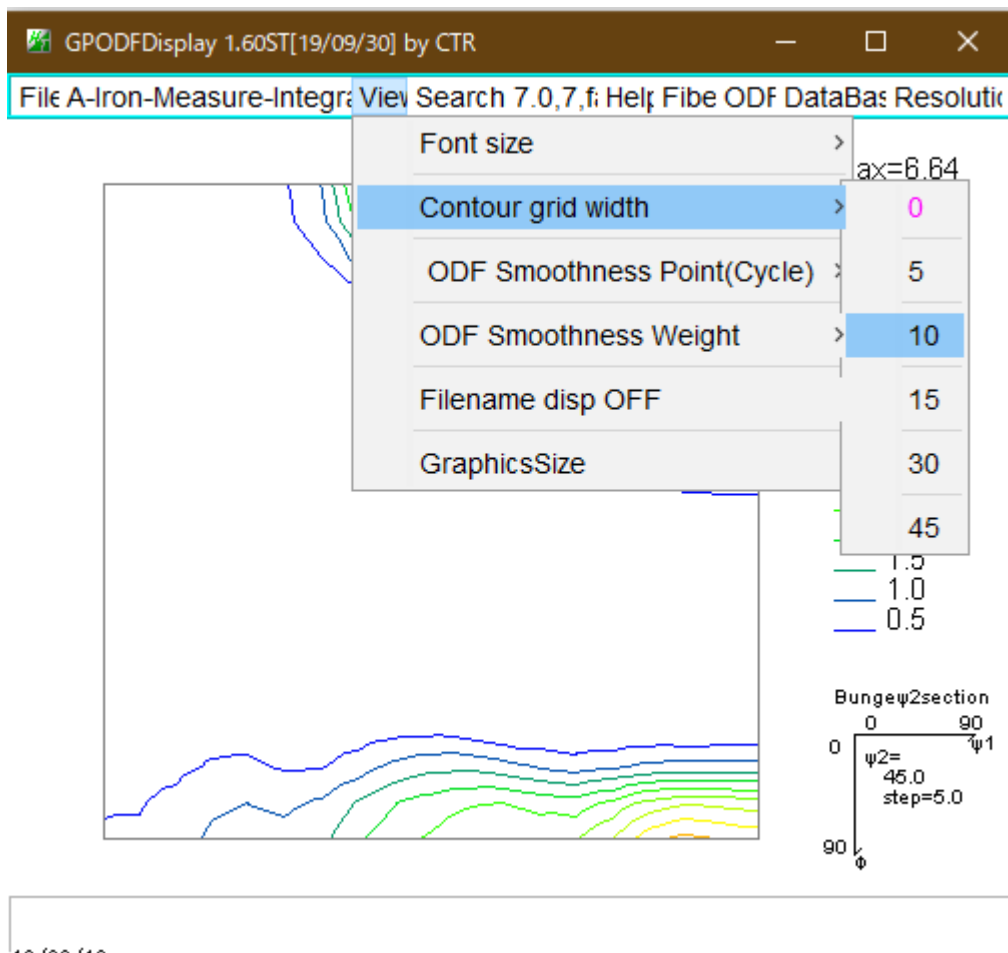 GPODFDisplay 1.60ST[19/09/30] by CTR
File A-Iron-Measure-Integra View Search 7.0,7,f Help Fibe ODF DataBas Resolutio
Font size
ax=6.64
Contour grid width
0
ODF Smoothness Point(Cycle)
5
ODF Smoothness Weight
10
Filename disp OFF
15
GraphicsSize
30
45
1.5
1.0
0.5
Bungeψ2section
0 90
0 ψ1
ψ2=
45.0
step=5.0
90
Φ